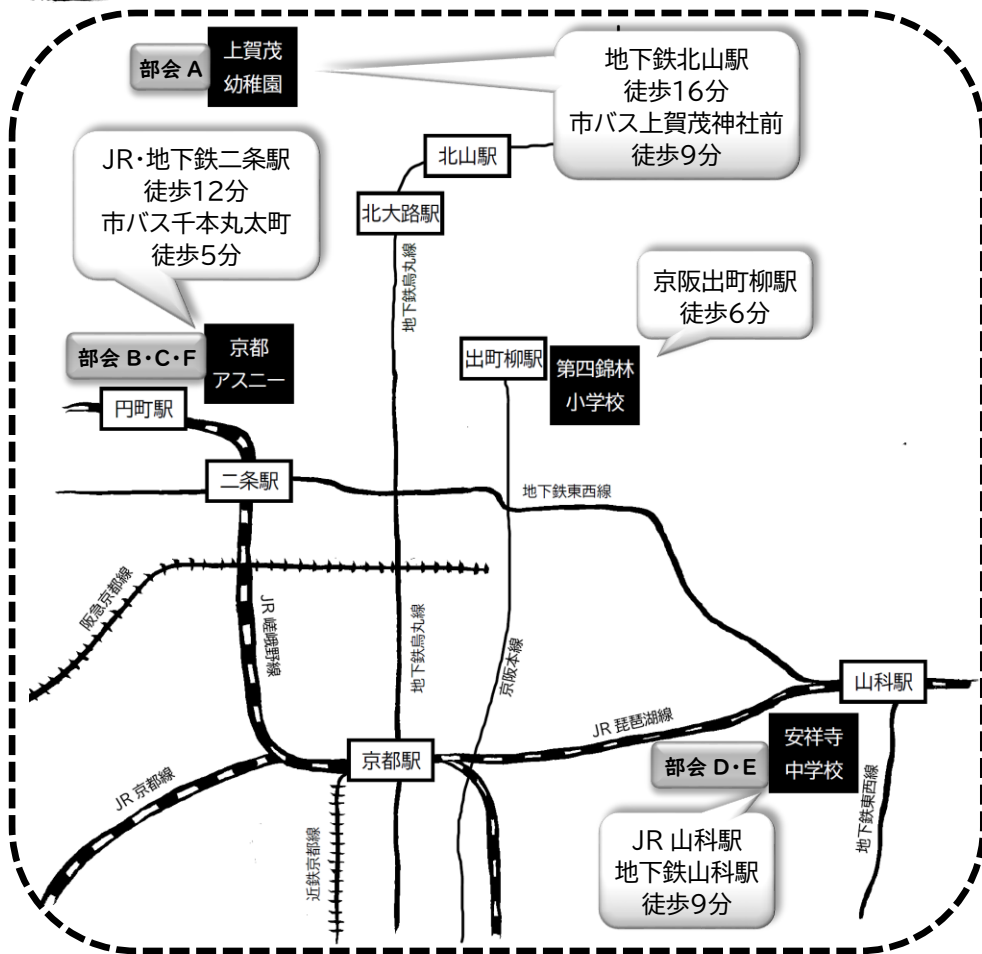 部会 A
上賀茂
幼稚園
地下鉄北山駅
徒歩16分
市バス上賀茂神社前
徒歩9分
JR・地下鉄二条駅
徒歩12分
市バス千本丸太町
徒歩5分
北山駅
北大路駅
地下鉄烏丸線
京阪出町柳駅
徒歩6分
部会 B・C・F
京都
アスニー
出町柳駅
第四錦林
小学校
円町駅
二条駅
地下鉄東西線
阪急京都線
JR 嵯峨野線
地下鉄烏丸線
京阪本線
山科駅
JR 琵琶湖線
京都駅
部会 D・E
安祥寺
中学校
JR 京都線
近鉄京都線
地下鉄東西線
JR 山科駅
地下鉄山科駅
徒歩9分